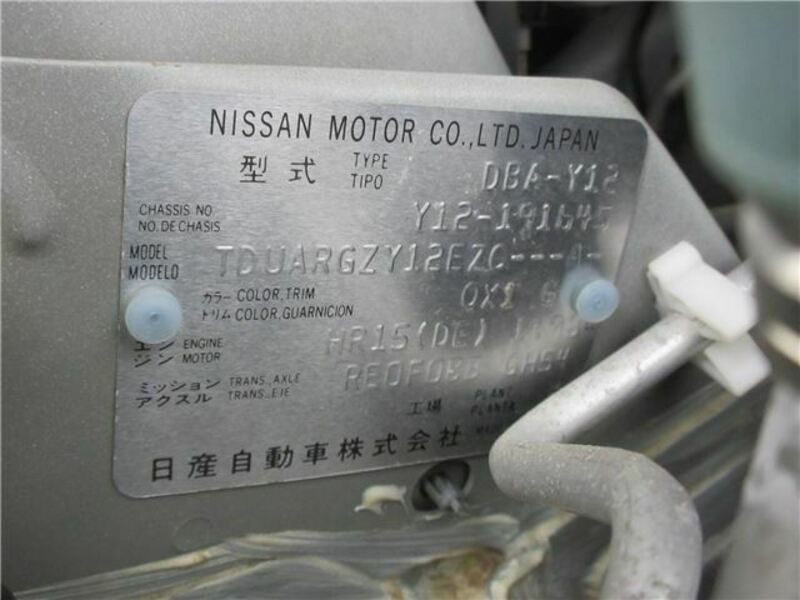 NISSAN MOTOR CO., LTD. JAPAN
型式 TYPE TIPO DBA-Y12
CHASSIS NO NO. DE CHASIS Y12-191645
MODEL MODELO TDUARGZY12EZC---A-
カラー COLOR, TRIM トリム COLOR, GUARNICION QX1 G
エンジン ENGINE MOTOR HR15(DE)
ミッション アクスル TRANS., AXLE TRANS., EJE RE0F08B GH54
工場 PLANT PLANTA
日産自動車株式会社